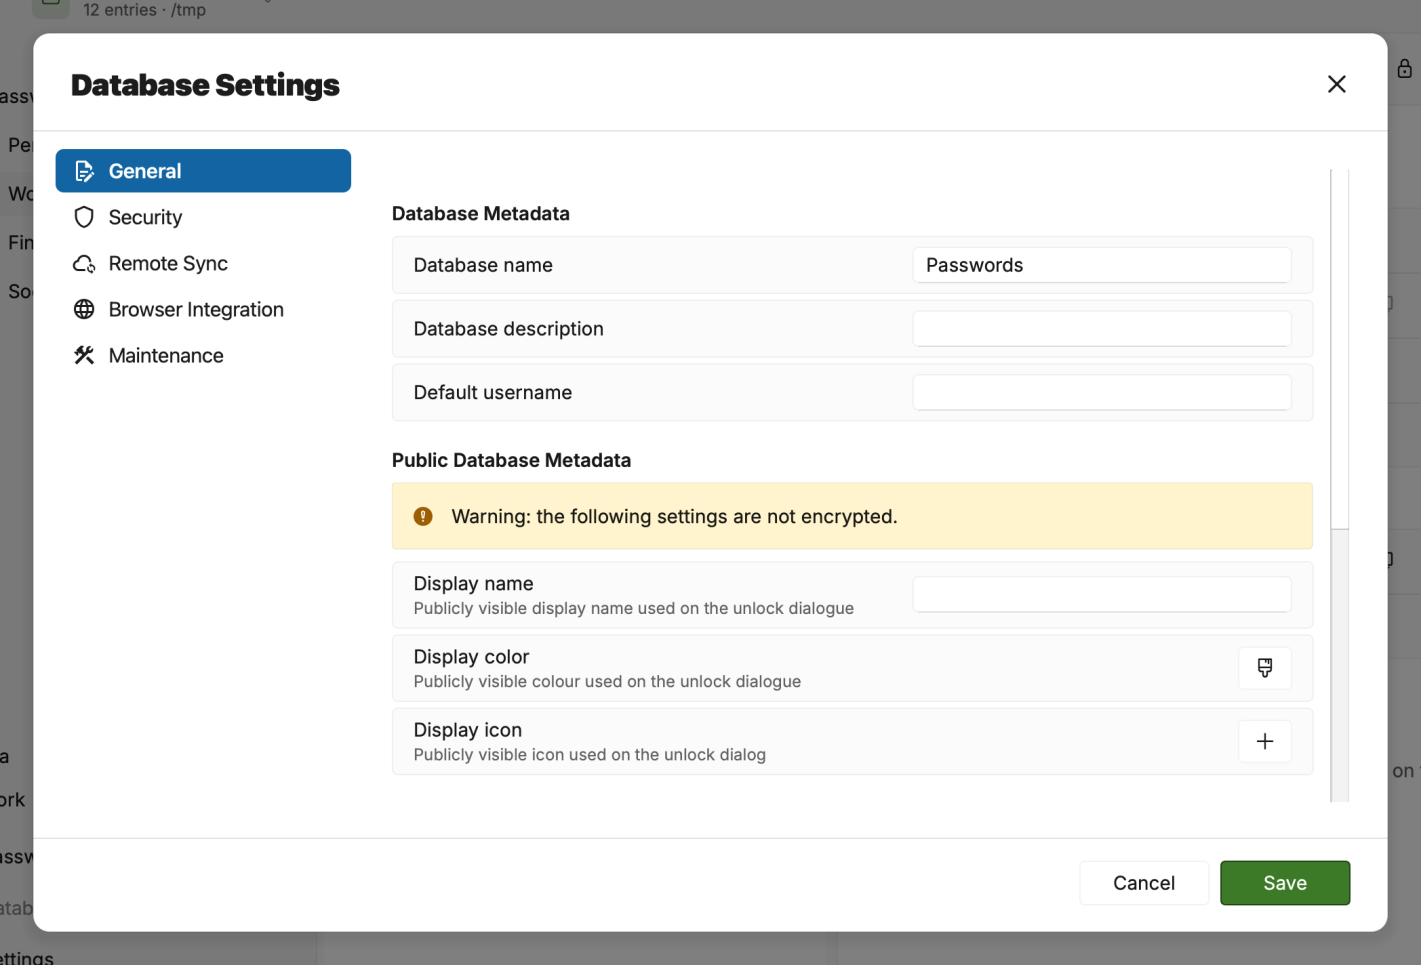 12 entries · /tmp
Database Settings
General
Security
Remote Sync
Browser Integration
Maintenance
Database Metadata
Database name
Passwords
Database description
Default username
Public Database Metadata
Warning: the following settings are not encrypted.
Display name
Publicly visible display name used on the unlock dialogue
Display color
Publicly visible colour used on the unlock dialogue
Display icon
Publicly visible icon used on the unlock dialog
on
Cancel
Save